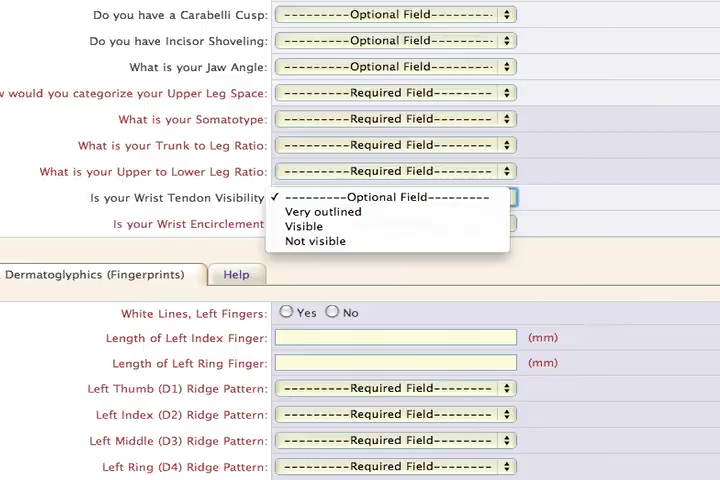 Do you have a Carabelli Cusp: ---------Optional Field--------
Do you have Incisor Shoveling: ---------Optional Field--------
What is your Jaw Angle: ---------Optional Field--------
would you categorize your Upper Leg Space: ---------Required Field--------
What is your Somatotype: ---------Required Field--------
What is your Trunk to Leg Ratio: ---------Required Field--------
What is your Upper to Lower Leg Ratio: ---------Required Field--------
Is your Wrist Tendon Visibility ✓ ---------Optional Field---------
Very outlined
Visible
Is your Wrist Encirclement
Not visible
Dermatoglyphics (Fingerprints) Help
White Lines, Left Fingers: Yes No
Length of Left Index Finger: (mm)
Length of Left Ring Finger: (mm)
Left Thumb (D1) Ridge Pattern: ---------Required Field--------
Left Index (D2) Ridge Pattern: ---------Required Field--------
Left Middle (D3) Ridge Pattern: ---------Required Field--------
Left Ring (D4) Ridge Pattern: ---------Required Field--------